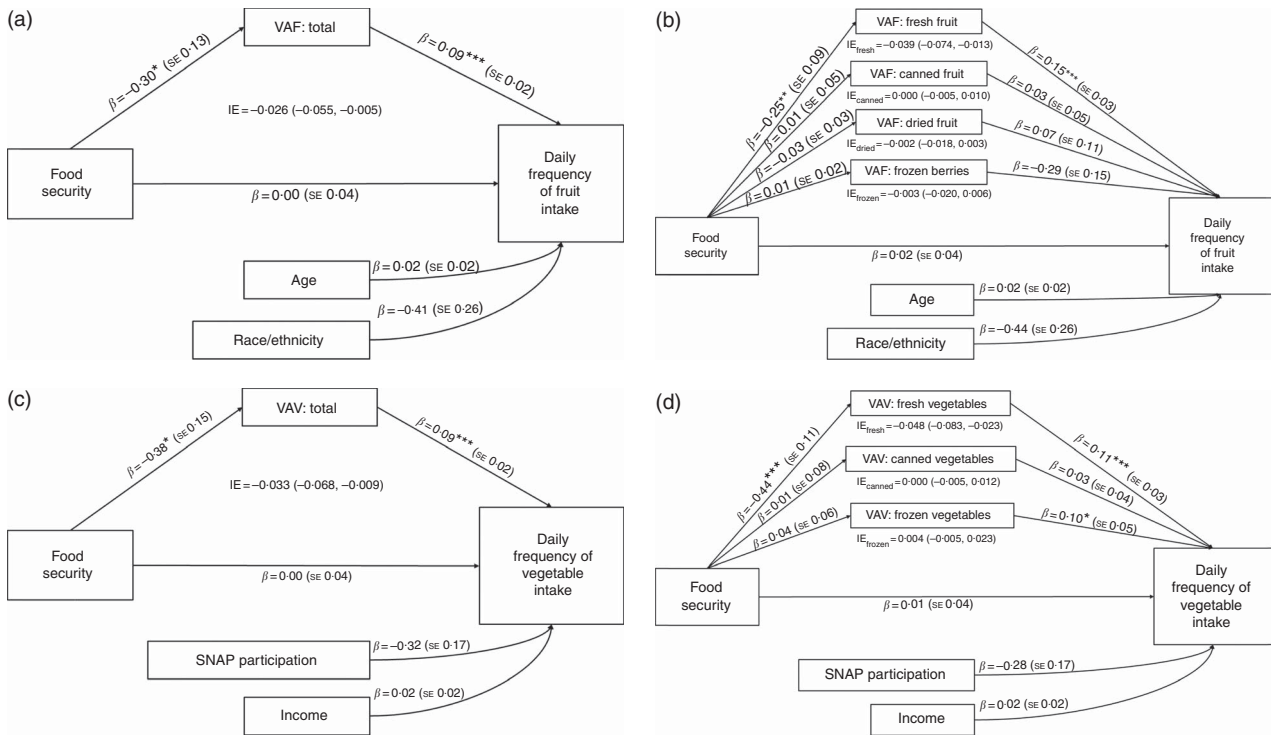 (a)
VAF: total
β=–0·30* (SE 0·13)
β=0·09*** (SE 0·02)
IE=–0·026 (–0·055, –0·005)
Food
security
β=0·00 (SE 0·04)
Daily
frequency
of fruit
intake
Age
β=0·02 (SE 0·02)
Race/ethnicity
β=–0·41 (SE 0·26)
(b)
VAF: fresh fruit
IEfresh=–0·039 (–0·074, –0·013)
VAF: canned fruit
IEcanned=0·000 (–0·005, 0·010)
VAF: dried fruit
IEdried=–0·002 (–0·018, 0·003)
VAF: frozen berries
IEfrozen=–0·003 (–0·020, 0·006)
β=–0·25** (SE 0·09)
β=0·01 (SE 0·05)
β=–0·03 (SE 0·03)
β=0·01 (SE 0·02)
β=0·15*** (SE 0·03)
β=0·03 (SE 0·05)
β=0·07 (SE 0·11)
β=–0·29 (SE 0·15)
Food
security
β=0·02 (SE 0·04)
Daily
frequency
of fruit
intake
Age
β=0·02 (SE 0·02)
Race/ethnicity
β=–0·44 (SE 0·26)
(c)
VAV: total
β=–0·38* (SE 0·15)
β=0·09*** (SE 0·02)
IE=–0·033 (–0·068, –0·009)
Food
security
β=0·00 (SE 0·04)
Daily
frequency of
vegetable
intake
SNAP participation
β=–0·32 (SE 0·17)
Income
β=0·02 (SE 0·02)
(d)
VAV: fresh vegetables
IEfresh=–0·048 (–0·083, –0·023)
VAV: canned vegetables
IEcanned=0·000 (–0·005, 0·012)
VAV: frozen vegetables
IEfrozen=0·004 (–0·005, 0·023)
β=–0·44*** (SE 0·11)
β=0·01 (SE 0·08)
β=0·04 (SE 0·06)
β=0·11*** (SE 0·03)
β=0·03 (SE 0·04)
β=0·10* (SE 0·05)
Food
security
β=0·01 (SE 0·04)
Daily
frequency of
vegetable
intake
SNAP participation
β=–0·28 (SE 0·17)
Income
β=0·02 (SE 0·02)